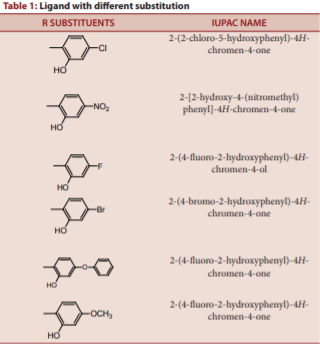 Table 1: Ligand with different substitution
R SUBSTITUENTS IUPAC NAME
Cl
HO
2-(2-chloro-5-hydroxyphenyl)-4H-
chromen-4-one
NO2
HO
2-[2-hydroxy-4-(nitromethyl)
phenyl]-4H-chromen-4-one
F
HO
2-(4-fluoro-2-hydroxyphenyl)-4H-
chromen-4-ol
Br
HO
2-(4-bromo-2-hydroxyphenyl)-4H-
chromen-4-one
O
HO
2-(4-fluoro-2-hydroxyphenyl)-4H-
chromen-4-one
OCH3
HO
2-(4-fluoro-2-hydroxyphenyl)-4H-
chromen-4-one